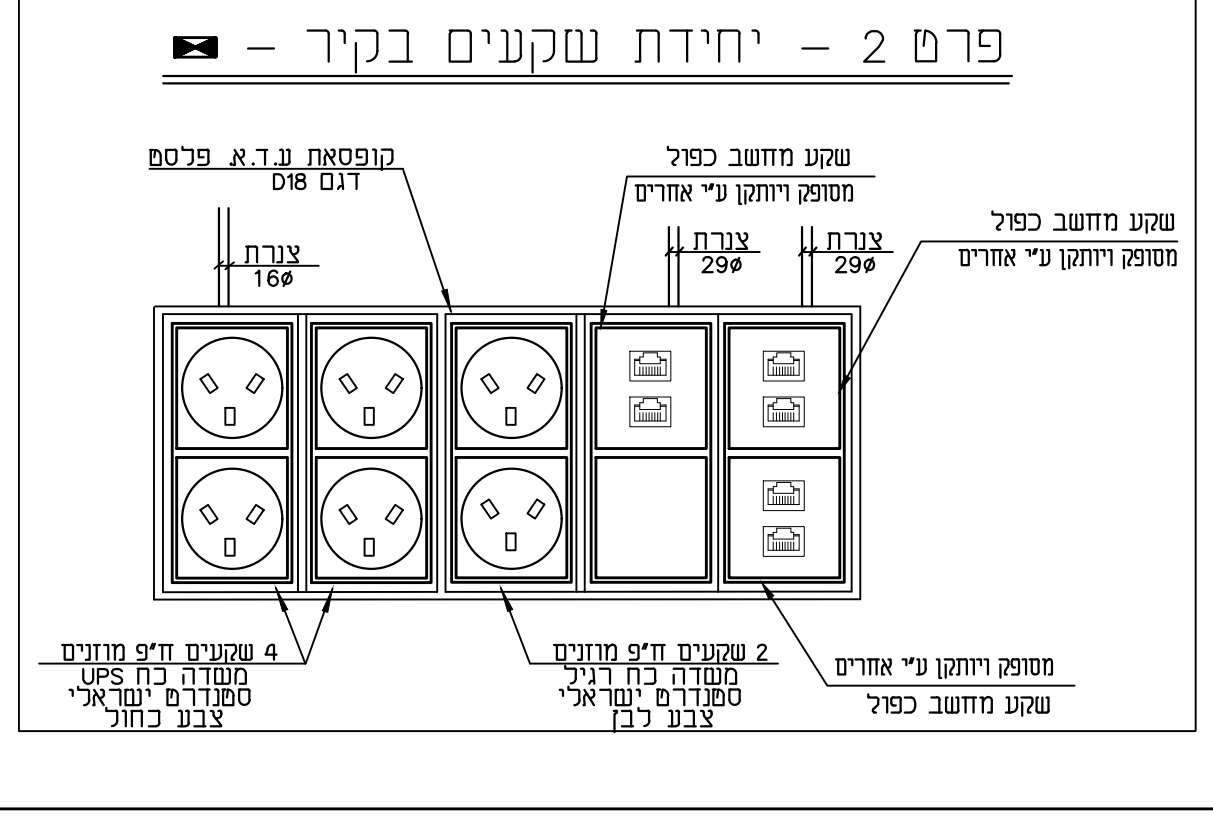 פרט 2 - יחידת שקעים בקיר -
שקע מחשב כפול
מסופק ויותקן ע"י אחרים
קופסאת ע.ד.א. פלסט
דגם D18
שקע מחשב כפול
מסופק ויותקן ע"י אחרים
צנרת
29ø
צנרת
29ø
צנרת
16ø
4 שקעים ח"פ מוזנים
משדה כח UPS
סטנדרט ישראלי
צבע כחול
2 שקעים ח"פ מוזנים
משדה כח רגיל
סטנדרט ישראלי
צבע לבן
מסופק ויותקן ע"י אחרים
שקע מחשב כפול